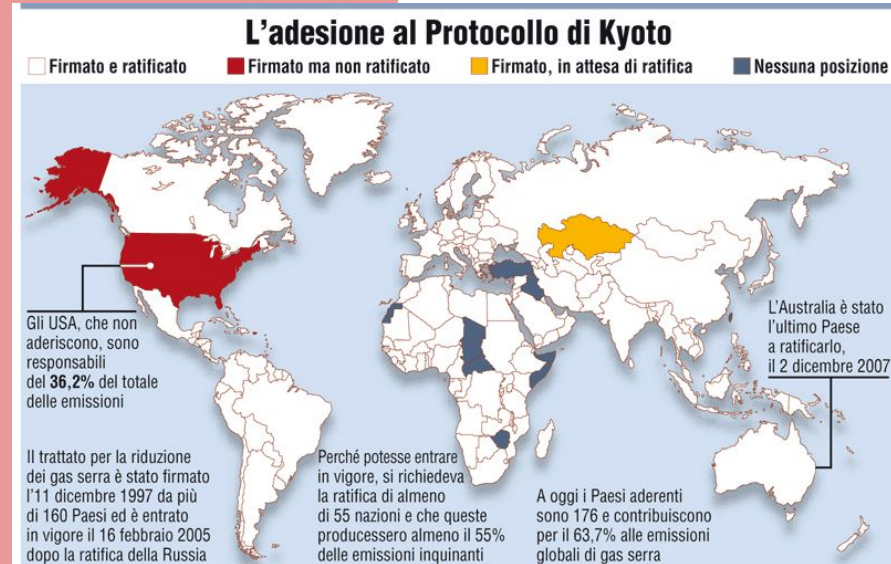 L'adesione al Protocollo di Kyoto
Firmato e ratificato
Firmato ma non ratificato
Firmato, in attesa di ratifica
Nessuna posizione
Gli USA, che non
aderiscono, sono
responsabili
del 36,2% del totale
delle emissioni
L'Australia è stato
l'ultimo Paese
a ratificarlo,
il 2 dicembre 2007
Il trattato per la riduzione
dei gas serra è stato firmato
l'11 dicembre 1997 da più
di 160 Paesi ed è entrato
in vigore il 16 febbraio 2005
dopo la ratifica della Russia
Perché potesse entrare
in vigore, si richiedeva
la ratifica di almeno
di 55 nazioni e che queste
producessero almeno il 55%
delle emissioni inquinanti
A oggi i Paesi aderenti
sono 176 e contribuiscono
per il 63,7% alle emissioni
globali di gas serra